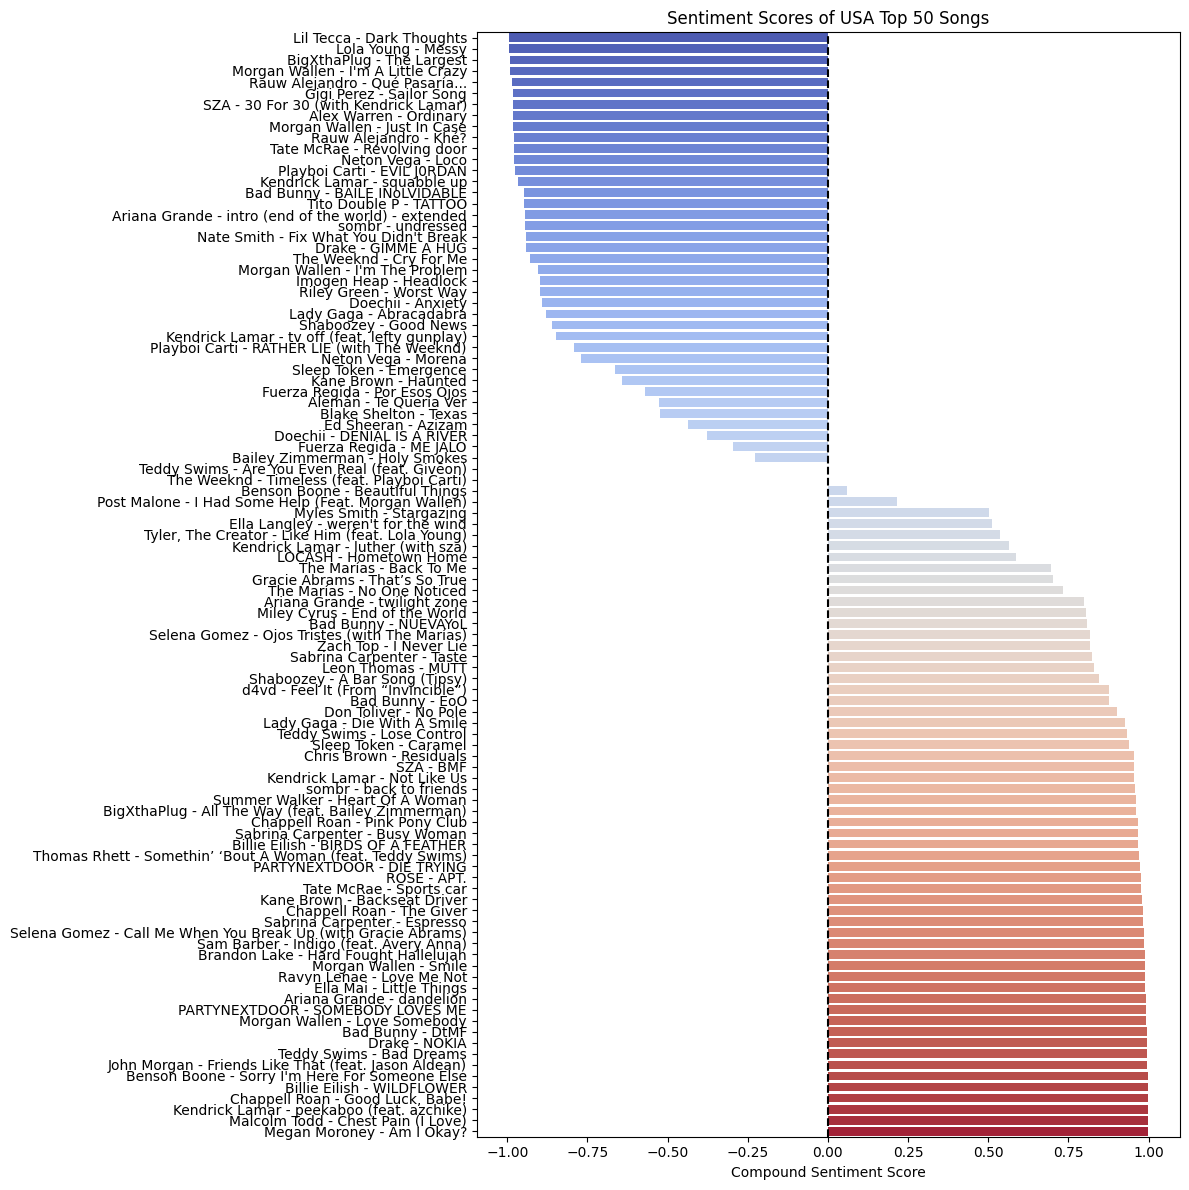 Sentiment Scores of USA Top 50 Songs
Lil Tecca - Dark Thoughts
Lola Young - Messy
BigXthaPlug - The Largest
Morgan Wallen - I'm A Little Crazy
Rauw Alejandro - Qué Pasaría...
Gigi Perez - Sailor Song
SZA - 30 For 30 (with Kendrick Lamar)
Alex Warren - Ordinary
Morgan Wallen - Just In Case
Rauw Alejandro - Khé?
Tate McRae - Revolving door
Neton Vega - Loco
Playboi Carti - EVIL J0RDAN
Kendrick Lamar - squabble up
Bad Bunny - BAILE INoLVIDABLE
Tito Double P - TATTOO
Ariana Grande - intro (end of the world) - extended
sombr - undressed
Nate Smith - Fix What You Didn't Break
Drake - GIMME A HUG
The Weeknd - Cry For Me
Morgan Wallen - I'm The Problem
Imogen Heap - Headlock
Riley Green - Worst Way
Doechii - Anxiety
Lady Gaga - Abracadabra
Shaboozey - Good News
Kendrick Lamar - tv off (feat. lefty gunplay)
Playboi Carti - RATHER LIE (with The Weeknd)
Neton Vega - Morena
Sleep Token - Emergence
Kane Brown - Haunted
Fuerza Regida - Por Esos Ojos
Aleman - Te Quería Ver
Blake Shelton - Texas
Ed Sheeran - Azizam
Doechii - DENIAL IS A RIVER
Fuerza Regida - ME JALO
Bailey Zimmerman - Holy Smokes
Teddy Swims - Are You Even Real (feat. Giveon)
The Weeknd - Timeless (feat. Playboi Carti)
Benson Boone - Beautiful Things
Post Malone - I Had Some Help (Feat. Morgan Wallen)
Myles Smith - Stargazing
Ella Langley - weren't for the wind
Tyler, The Creator - Like Him (feat. Lola Young)
Kendrick Lamar - luther (with sza)
LOCASH - Hometown Home
The Marías - Back To Me
Gracie Abrams - That’s So True
The Marías - No One Noticed
Ariana Grande - twilight zone
Miley Cyrus - End of the World
Bad Bunny - NUEVAYoL
Selena Gomez - Ojos Tristes (with The Marías)
Zach Top - I Never Lie
Sabrina Carpenter - Taste
Leon Thomas - MUTT
Shaboozey - A Bar Song (Tipsy)
d4vd - Feel It (From “Invincible”)
Bad Bunny - EoO
Don Toliver - No Pole
Lady Gaga - Die With A Smile
Teddy Swims - Lose Control
Sleep Token - Caramel
Chris Brown - Residuals
SZA - BMF
Kendrick Lamar - Not Like Us
sombr - back to friends
Summer Walker - Heart Of A Woman
BigXthaPlug - All The Way (feat. Bailey Zimmerman)
Chappell Roan - Pink Pony Club
Sabrina Carpenter - Busy Woman
Billie Eilish - BIRDS OF A FEATHER
Thomas Rhett - Somethin’ ‘Bout A Woman (feat. Teddy Swims)
PARTYNEXTDOOR - DIE TRYING
ROSÉ - APT.
Tate McRae - Sports car
Kane Brown - Backseat Driver
Chappell Roan - The Giver
Sabrina Carpenter - Espresso
Selena Gomez - Call Me When You Break Up (with Gracie Abrams)
Sam Barber - Indigo (feat. Avery Anna)
Brandon Lake - Hard Fought Hallelujah
Morgan Wallen - Smile
Ravyn Lenae - Love Me Not
Ella Mai - Little Things
Ariana Grande - dandelion
PARTYNEXTDOOR - SOMEBODY LOVES ME
Morgan Wallen - Love Somebody
Bad Bunny - DtMF
Drake - NOKIA
Teddy Swims - Bad Dreams
John Morgan - Friends Like That (feat. Jason Aldean)
Benson Boone - Sorry I'm Here For Someone Else
Billie Eilish - WILDFLOWER
Chappell Roan - Good Luck, Babe!
Kendrick Lamar - peekaboo (feat. azchike)
Malcolm Todd - Chest Pain (I Love)
Megan Moroney - Am I Okay?
−1.00 −0.75 −0.50 −0.25 0.00 0.25 0.50 0.75 1.00
Compound Sentiment Score